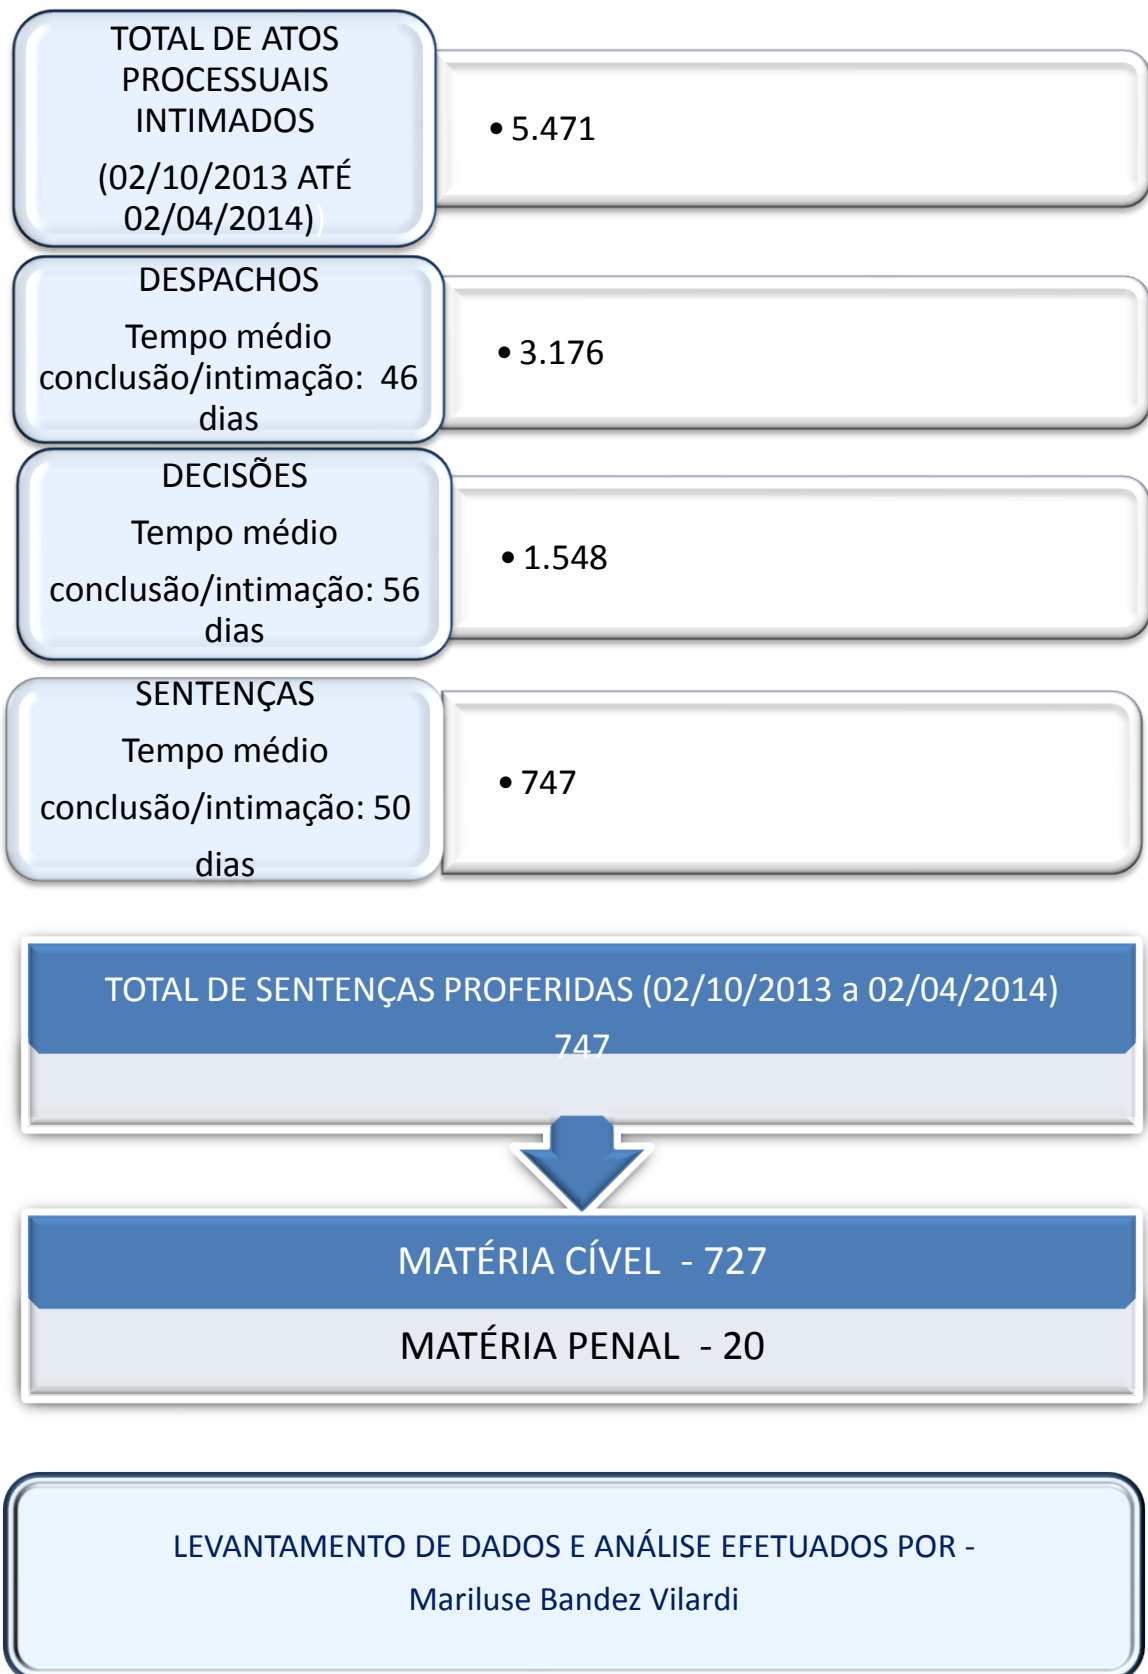 TOTAL DE ATOS
PROCESSUAIS
INTIMADOS
(02/10/2013 ATÉ
02/04/2014))
• 5.471
DESPACHOS
Tempo médio
conclusão/intimação: 46
dias
• 3.176
DECISÕES
Tempo médio
conclusão/intimação: 56
dias
• 1.548
SENTENÇAS
Tempo médio
conclusão/intimação: 50
dias
• 747
TOTAL DE SENTENÇAS PROFERIDAS (02/10/2013 a 02/04/2014)
747
MATÉRIA CÍVEL - 727
MATÉRIA PENAL - 20
LEVANTAMENTO DE DADOS E ANÁLISE EFETUADOS POR -
Mariluse Bandez Vilardi